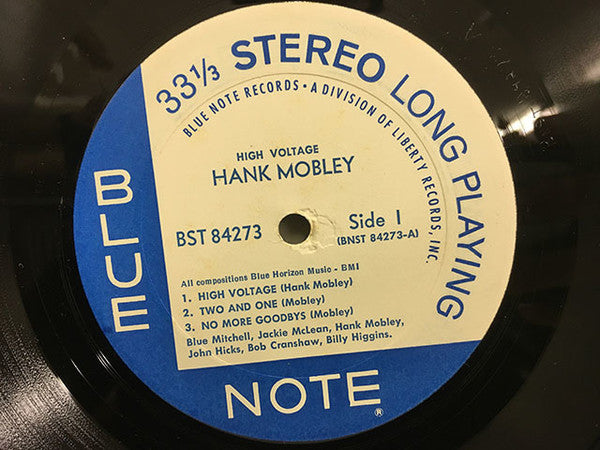 33⅓ STEREO LONG PLAYING
BLUE NOTE RECORDS • A DIVISION OF LIBERTY RECORDS, INC.
HIGH VOLTAGE
HANK MOBLEY
BST 84273
Side 1
(BNST 84273-A)
All compositions Blue Horizon Music - BMI
1. HIGH VOLTAGE (Hank Mobley)
2. TWO AND ONE (Mobley)
3. NO MORE GOODBYS (Mobley)
Blue Mitchell, Jackie McLean, Hank Mobley,
John Hicks, Bob Cranshaw, Billy Higgins.
BLUE
NOTE®